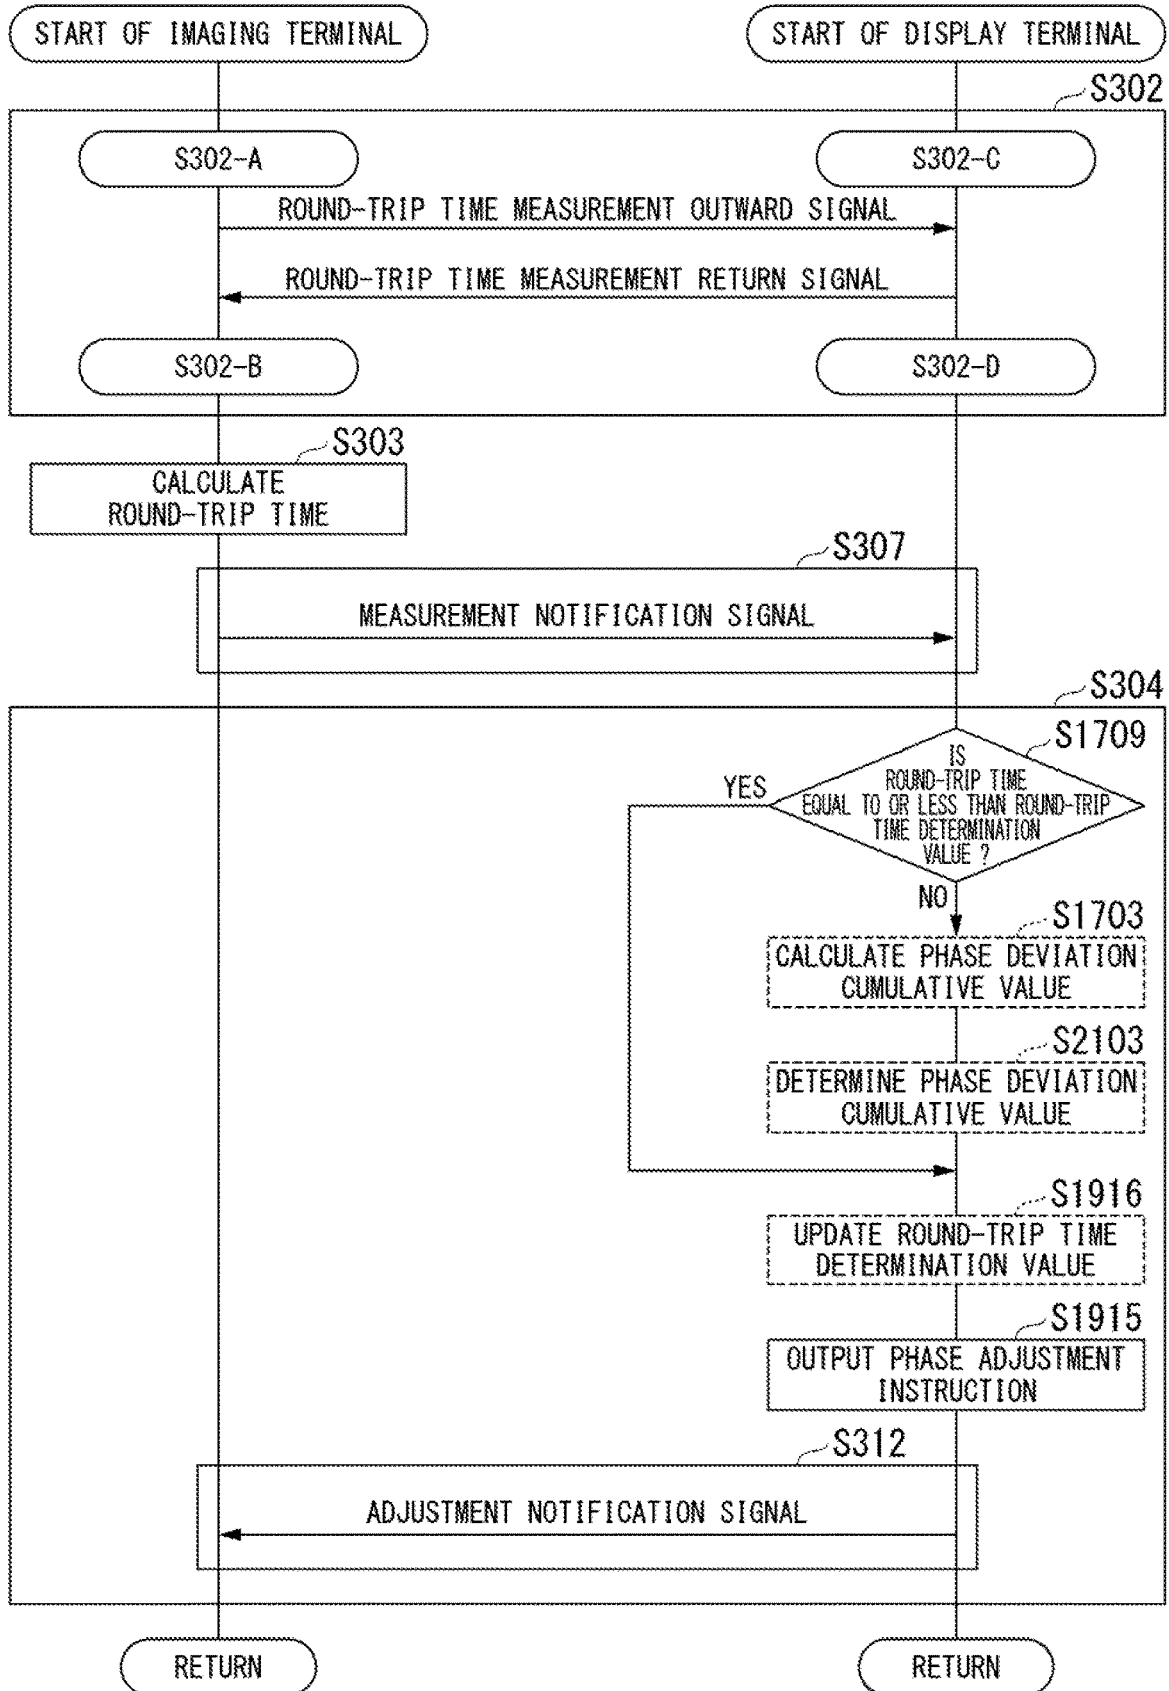 START OF IMAGING TERMINAL
START OF DISPLAY TERMINAL
S302
S302-A
S302-C
ROUND-TRIP TIME MEASUREMENT OUTWARD SIGNAL
ROUND-TRIP TIME MEASUREMENT RETURN SIGNAL
S302-B
S302-D
S303
CALCULATE
ROUND-TRIP TIME
S307
MEASUREMENT NOTIFICATION SIGNAL
S304
S1709
IS
ROUND-TRIP TIME
EQUAL TO OR LESS THAN ROUND-TRIP
TIME DETERMINATION
VALUE ?
YES
NO
S1703
CALCULATE PHASE DEVIATION
CUMULATIVE VALUE
S2103
DETERMINE PHASE DEVIATION
CUMULATIVE VALUE
S1916
UPDATE ROUND-TRIP TIME
DETERMINATION VALUE
S1915
OUTPUT PHASE ADJUSTMENT
INSTRUCTION
S312
ADJUSTMENT NOTIFICATION SIGNAL
RETURN
RETURN